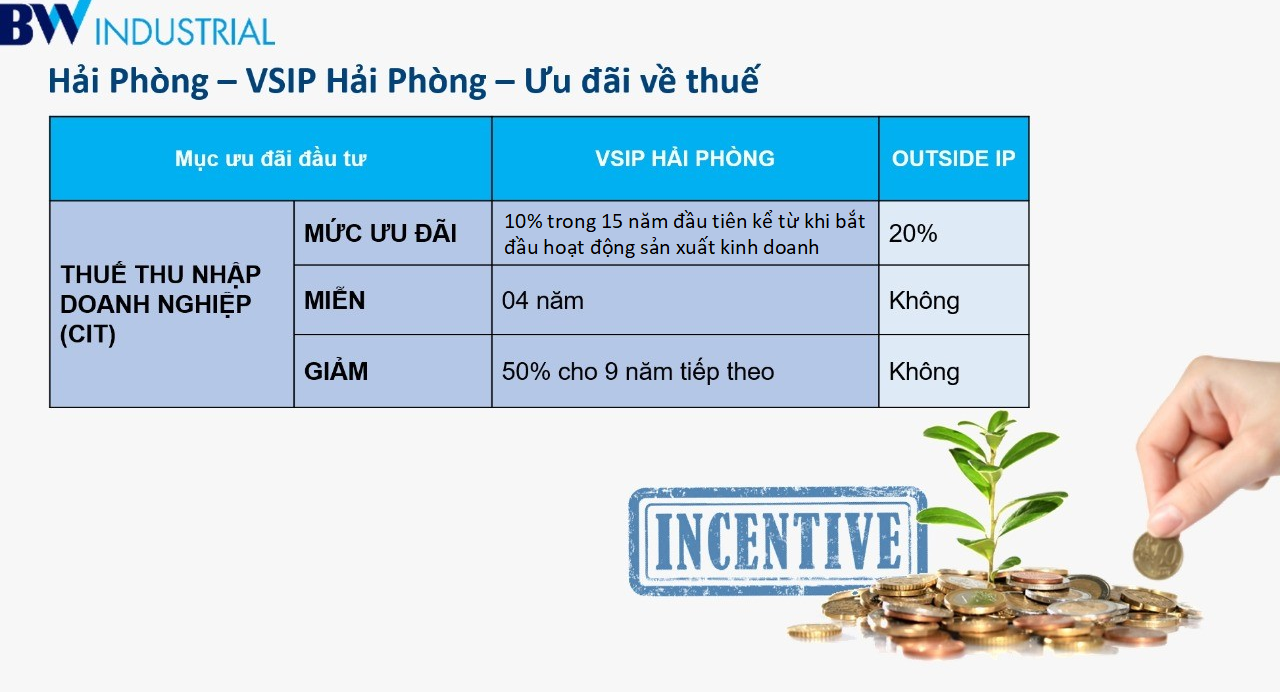 BW INDUSTRIAL
Hải Phòng – VSIP Hải Phòng – Ưu đãi về thuế
Mục ưu đãi đầu tư
VSIP HẢI PHÒNG
OUTSIDE IP
THUẾ THU NHẬP
DOANH NGHIỆP
(CIT)
MỨC ƯU ĐÃI
10% trong 15 năm đầu tiên kể từ khi bắt
đầu hoạt động sản xuất kinh doanh
20%
MIỄN
04 năm
Không
GIẢM
50% cho 9 năm tiếp theo
Không
INCENTIVE